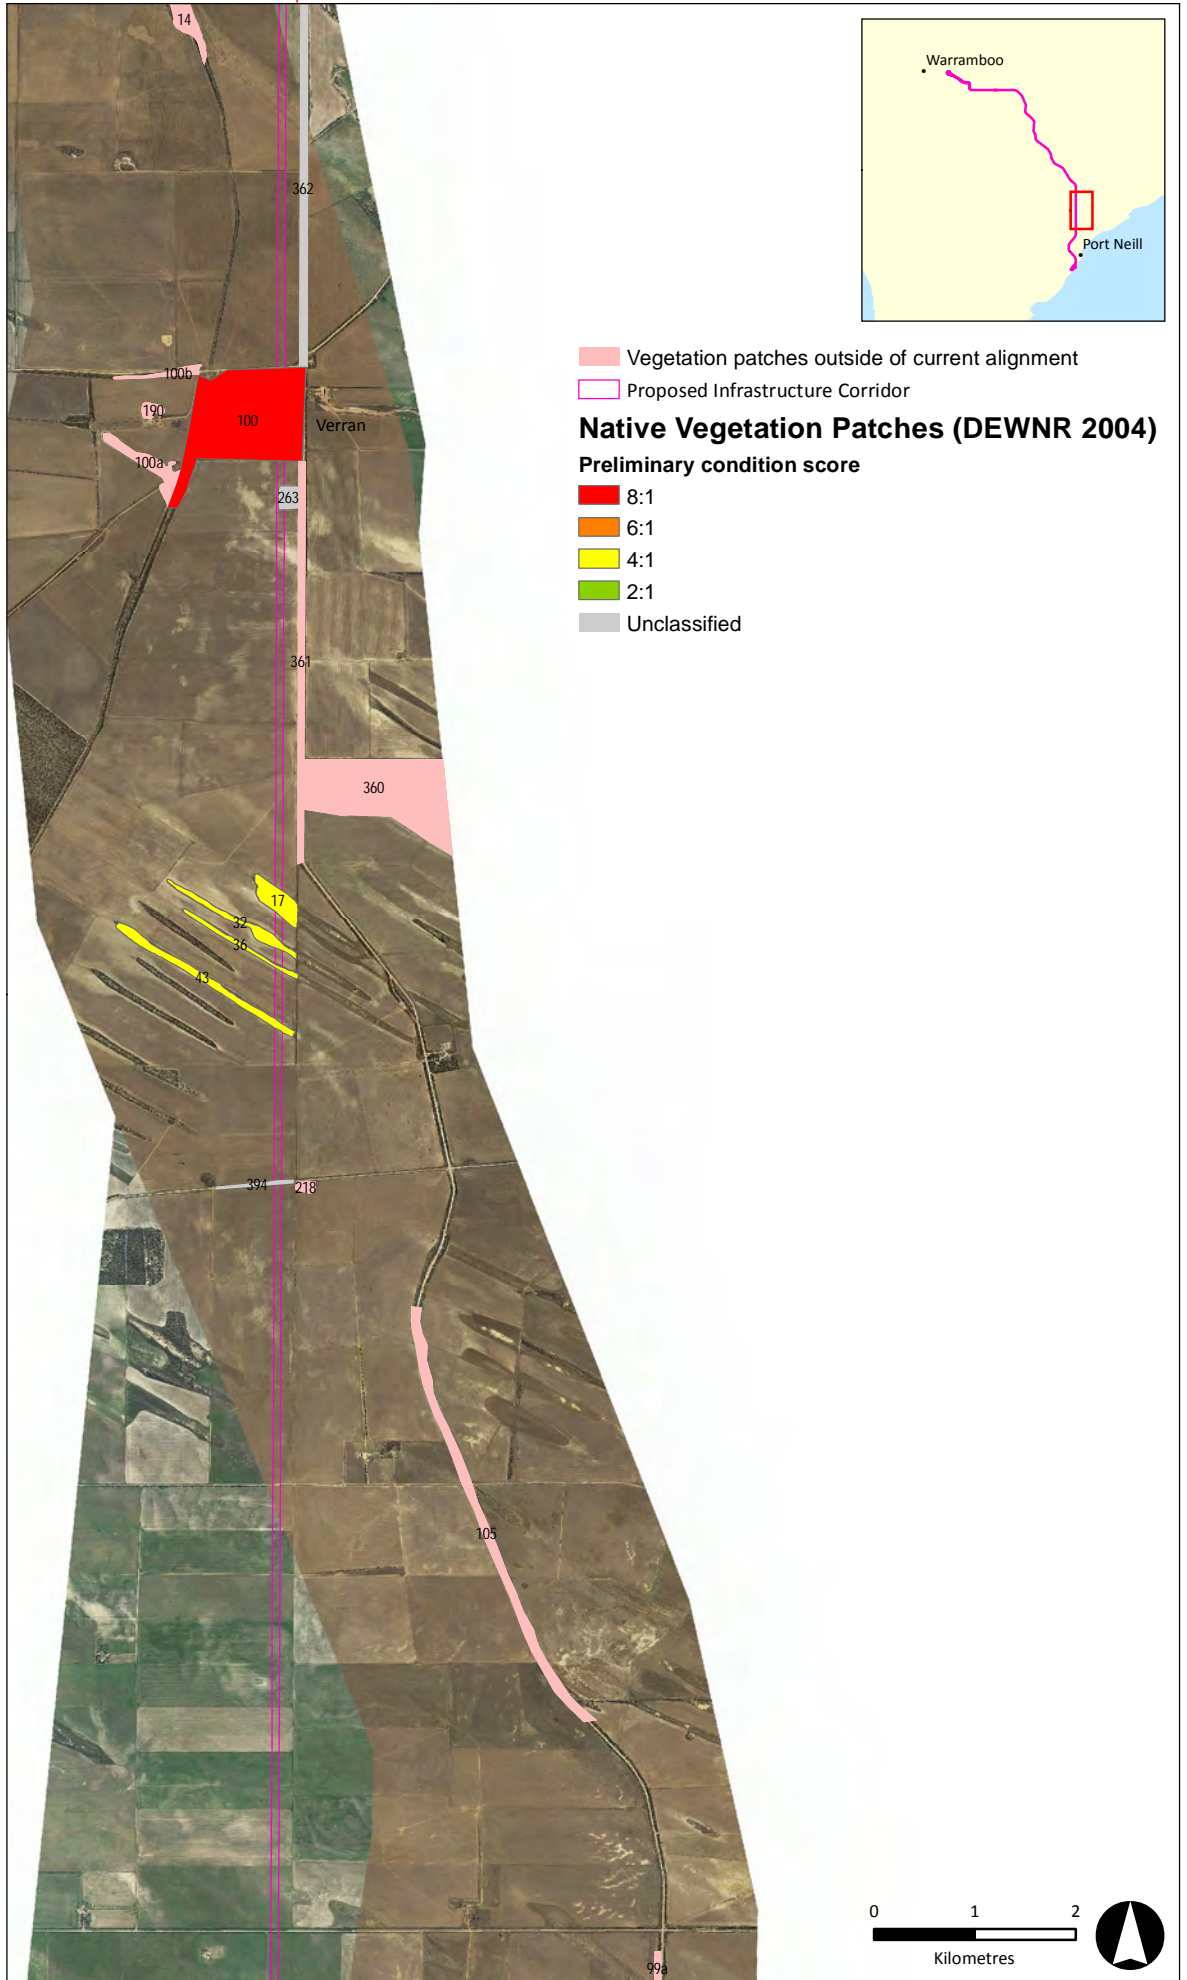 14
Warramboo
Port Neill
362
Vegetation patches outside of current alignment
Proposed Infrastructure Corridor
Native Vegetation Patches (DEWNR 2004)
Preliminary condition score
8:1
6:1
4:1
2:1
Unclassified
100b
190
100
Verran
100a
263
361
360
17
32
36
43
394
218
105
99a
0 1 2
Kilometres